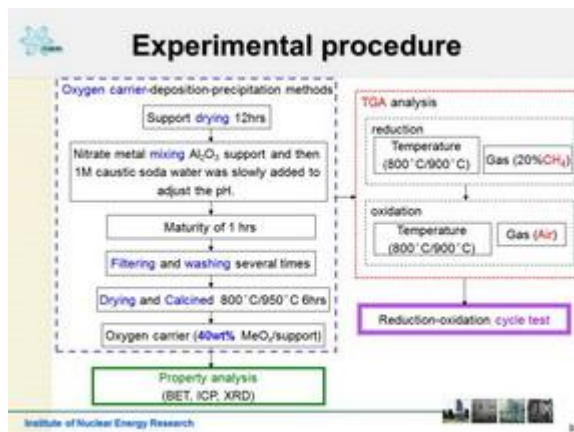 Experimental procedure
Oxygen carrier-deposition-precipitation methods
Support drying 12hrs
Nitrate metal mixing Al₂O₃ support and then
1M caustic soda water was slowly added to
adjust the pH.
Maturity of 1 hrs
Filtering and washing several times
Drying and Calcined 800°C/950°C 6hrs
Oxygen carrier (40wt% MeOₓ/support)
Property analysis
(BET, ICP, XRD)
TGA analysis
reduction
Temperature
(800°C/900°C)
Gas (20%CH₄)
oxidation
Temperature
(800°C/900°C)
Gas (Air)
Reduction-oxidation cycle test
Institute of Nuclear Energy Research